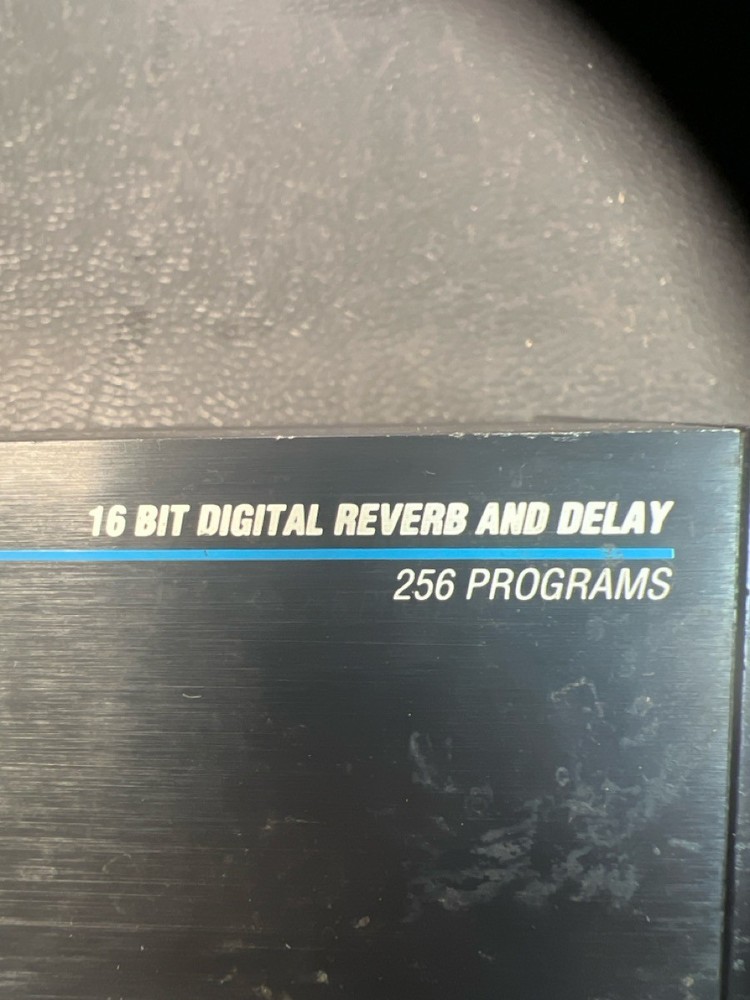 16 BIT DIGITAL REVERB AND DELAY
256 PROGRAMS